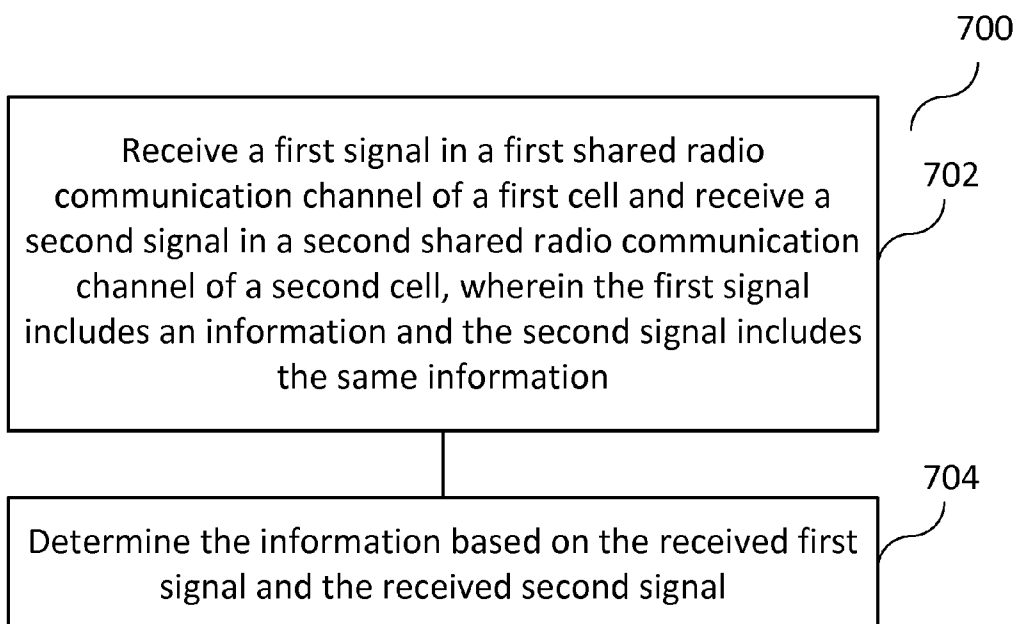 700
Receive a first signal in a first shared radio
communication channel of a first cell and receive a
second signal in a second shared radio communication
channel of a second cell, wherein the first signal
includes an information and the second signal includes
the same information
702
704
Determine the information based on the received first
signal and the received second signal